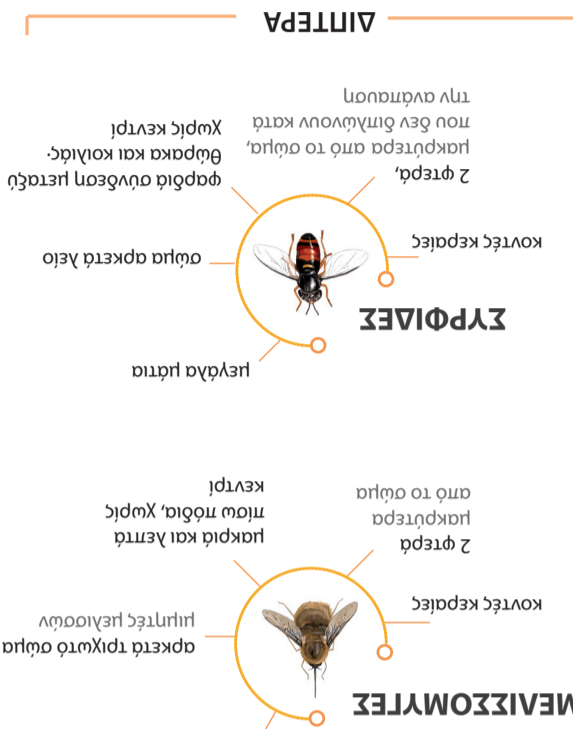 ΜΕΛΙΣΣΟΜΥΓΕΣ
κοντές κεραίες
2 φτερά
μακρύτερα
από το σώμα
αρκετά τριχωτό σώμα
μιμητές μελισσών
μακριά και λεπτά
πίσω πόδια, χωρίς
κεντρί
ΣΥΡΦΙΔΕΣ
μεγάλα μάτια
κοντές κεραίες
σώμα αρκετά λείο
2 φτερά,
μακρύτερα από το σώμα,
που δεν διπλώνουν κατά
την ανάπαυση
φαρδιά σύνδεση μεταξύ
θώρακα και κοιλιάς.
χωρίς κεντρί
ΔΙΠΤΕΡΑ